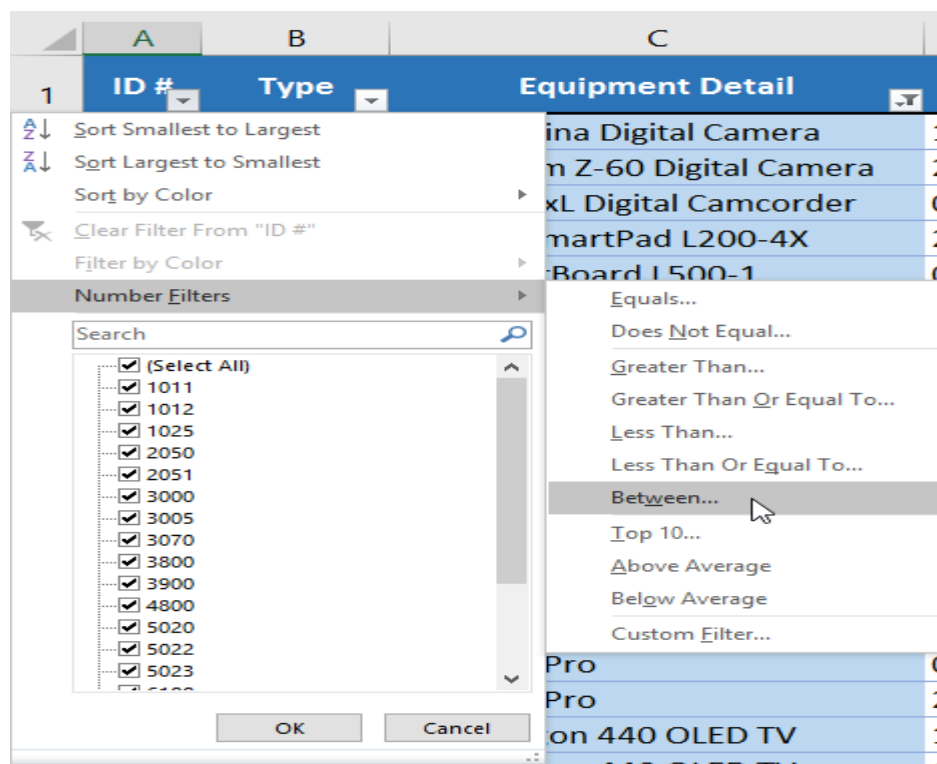 A B C
1 ID # Type Equipment Detail
Sort Smallest to Largest
Sort Largest to Smallest
Sort by Color
Clear Filter From "ID #"
Filter by Color
Number Filters
Search
(Select All)
1011
1012
1025
2050
2051
3000
3005
3070
3800
3900
4800
5020
5022
5023
OK Cancel
Digital Camera
Z-60 Digital Camera
xL Digital Camcorder
martPad L200-4X
Board L500-1
Equals...
Does Not Equal...
Greater Than...
Greater Than Or Equal To...
Less Than...
Less Than Or Equal To...
Between...
Top 10...
Above Average
Below Average
Custom Filter...
Pro
Pro
on 440 OLED TV